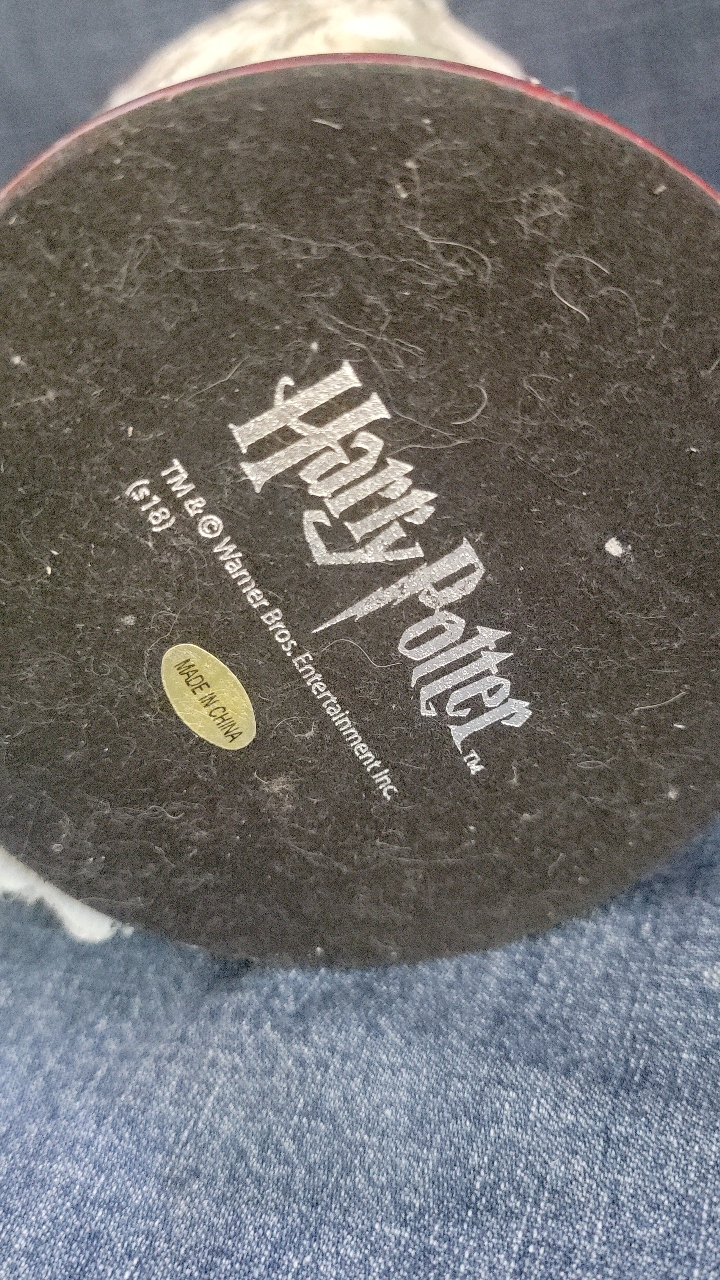 Harry Potter™
TM & © Warner Bros. Entertainment Inc.
(s18)
MADE IN CHINA